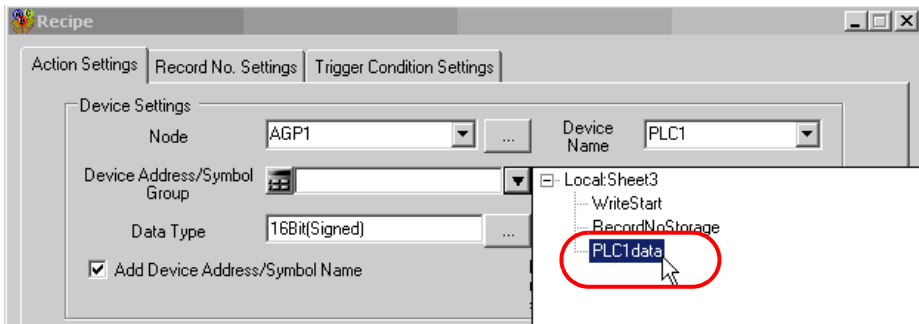 Recipe
Action Settings Record No. Settings Trigger Condition Settings
Device Settings
Node AGP1 ... Device Name PLC1
Device Address/Symbol Group
Local:Sheet3
WriteStart
RecordNoStorage
PLC1data
Data Type 16Bit(Signed) ...
Add Device Address/Symbol Name